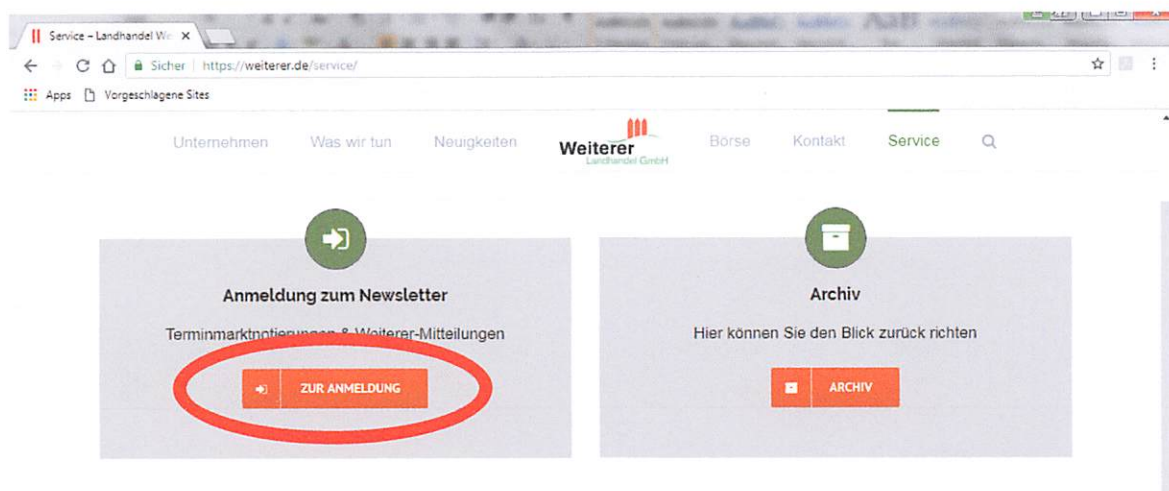 Service – Landhandel We
Sicher | https://weiterer.de/service/
Apps Vorgeschlagene Sites
Unternehmen Was wir tun Neuigkeiten Weiterer Landhandel GmbH Börse Kontakt Service
Anmeldung zum Newsletter
Terminmarktnotierungen & Weiterer-Mitteilungen
ZUR ANMELDUNG
Archiv
Hier können Sie den Blick zurück richten
ARCHIV